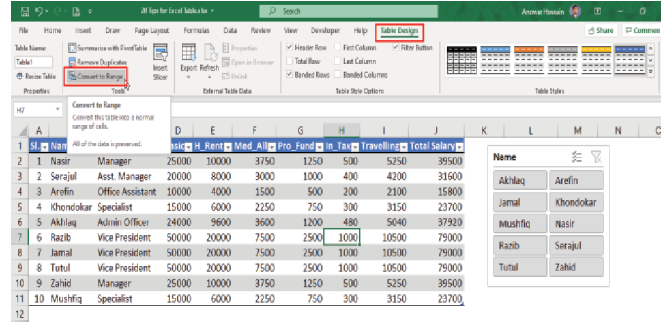 20 Tips for Excel Tables.xlsx
Search
Anowar Hossain
File Home Insert Draw Page Layout Formulas Data Review View Developer Help Table Design
Share Comment
Table Name:
Table1
Resize Table
Properties
Summarize with PivotTable
Remove Duplicates
Convert to Range
Insert Slicer
Tools
Export Refresh
Properties
Open in Browser
Unlink
External Table Data
Header Row First Column Filter Button
Total Row Last Column
Banded Rows Banded Columns
Table Style Options
Table Styles
H7
Convert to Range
Convert this table into a normal
range of cells.
All of the data is preserved.
A D E F G H I J K L M N
1 Sl. Nam Basic H_Rent Med_All Pro_Fund In_Tax Travelling Total Salary
2 1 Nasir Manager 25000 10000 3750 1250 500 5250 39500
3 2 Serajul Asst. Manager 20000 8000 3000 1000 400 4200 31600
4 3 Arefin Office Assistant 10000 4000 1500 500 200 2100 15800
5 4 Khondokar Specialist 15000 6000 2250 750 300 3150 23700
6 5 Akhlaq Admin Officer 24000 9600 3600 1200 480 5040 37920
7 6 Razib Vice President 50000 20000 7500 2500 1000 10500 79000
8 7 Jamal Vice President 50000 20000 7500 2500 1000 10500 79000
9 8 Tutul Vice President 50000 20000 7500 2500 1000 10500 79000
10 9 Zahid Manager 25000 10000 3750 1250 500 5250 39500
11 10 Mushfiq Specialist 15000 6000 2250 750 300 3150 23700
12
Name
Akhlaq Arefin
Jamal Khondokar
Mushfiq Nasir
Razib Serajul
Tutul Zahid